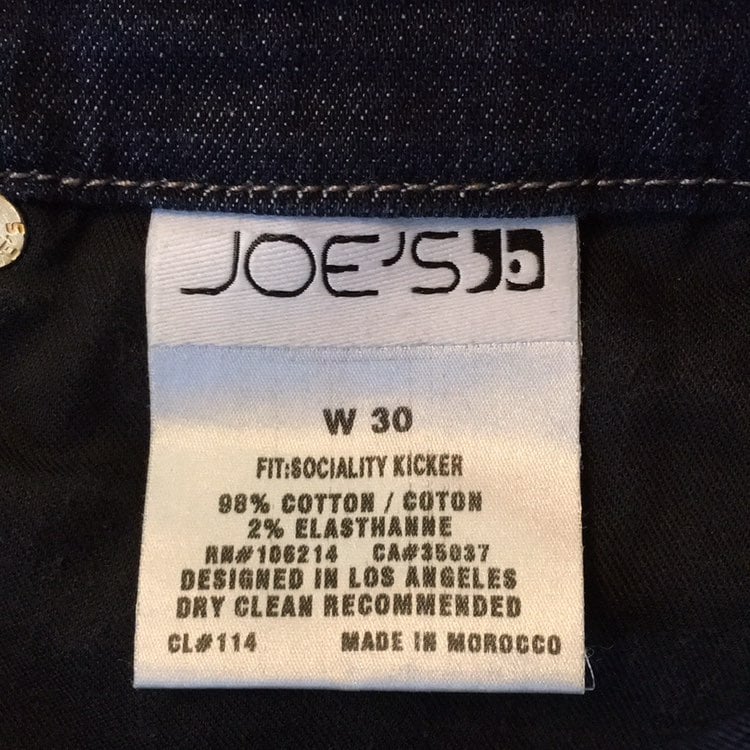 JOE'S
W 30
FIT:SOCIALITY KICKER
98% COTTON / COTON
2% ELASTHANNE
RN#106214 CA#35037
DESIGNED IN LOS ANGELES
DRY CLEAN RECOMMENDED
CL#114 MADE IN MOROCCO